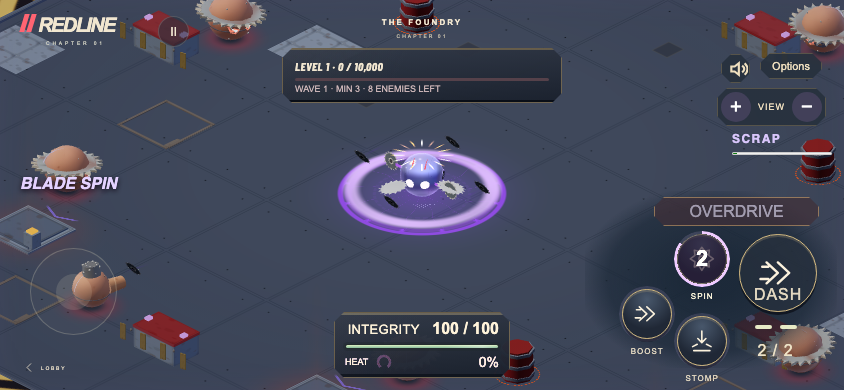 REDLINE
CHAPTER 01
THE FOUNDRY
CHAPTER 01
LEVEL 1 · 0 / 10,000
WAVE 1 · MIN 3 · 8 ENEMIES LEFT
Options
+ VIEW −
SCRAP
BLADE SPIN
OVERDRIVE
2
SPIN
DASH
BOOST
STOMP
2 / 2
INTEGRITY 100 / 100
HEAT 0%
LOBBY